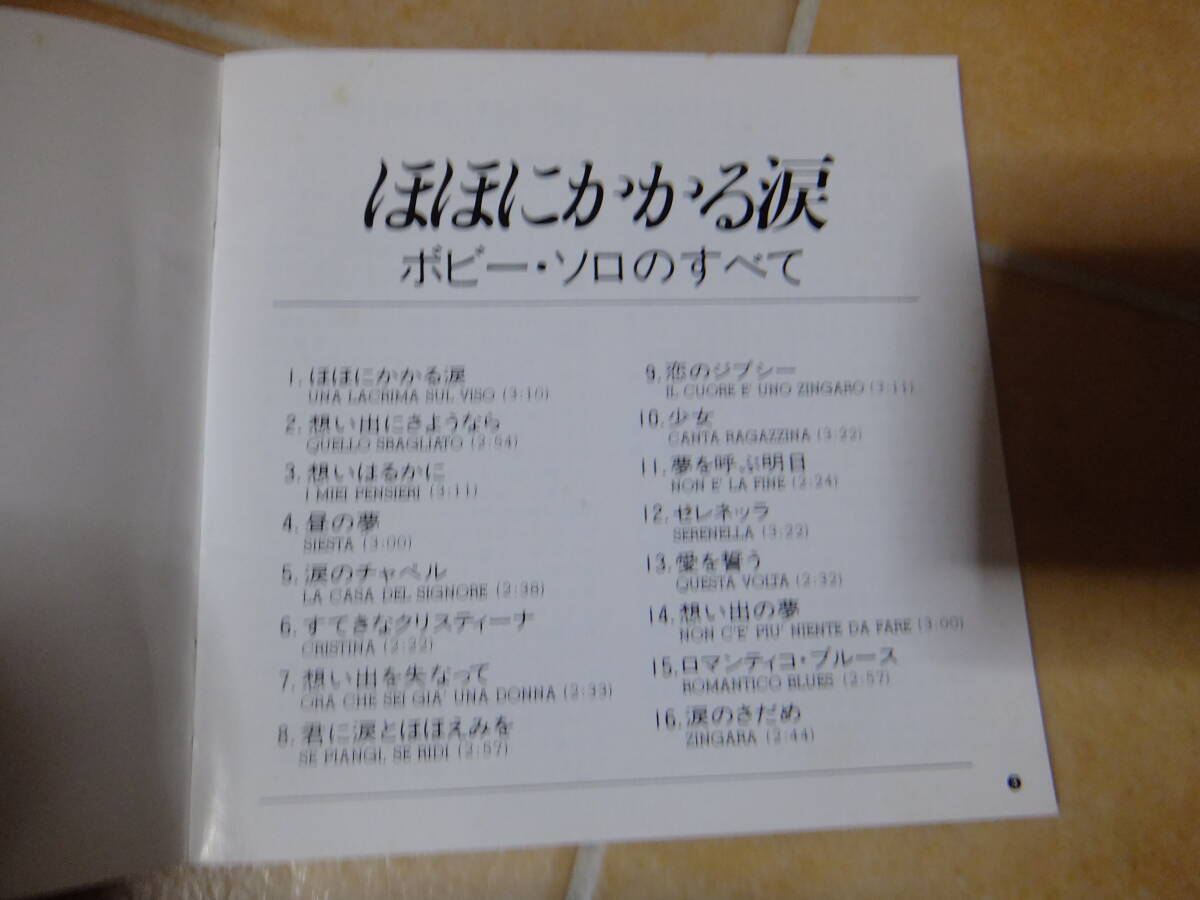 ほほにかかる涙
ボビー・ソロのすべて
1. ほほにかかる涙
UNA LACRIMA SUL VISO (3:10)
2. 想い出にさようなら
QUELLO SBAGLIATO (2:54)
3. 想いはるかに
I MIEI PENSIERI (3:11)
4. 昼の夢
SIESTA (3:00)
5. 涙のチャペル
LA CASA DEL SIGNORE (2:38)
6. すてきなクリスティーナ
CRISTINA (2:22)
7. 想い出を失なって
ORA CHE SEI GIA' UNA DONNA (2:33)
8. 君に涙とほほえみを
SE PIANGI, SE RIDI (2:57)
9. 恋のジプシー
IL CUORE E' UNO ZINGARO (3:11)
10. 少女
CANTA RAGAZZINA (3:22)
11. 夢を呼ぶ明日
NON E' LA FINE (2:24)
12. セレネッラ
SERENELLA (3:22)
13. 愛を誓う
QUESTA VOLTA (2:32)
14. 想い出の夢
NON C'E' PIU' NIENTE DA FARE (3:00)
15. ロマンティコ・ブルース
ROMANTICO BLUES (2:57)
16. 涙のさだめ
ZINGARA (2:44)